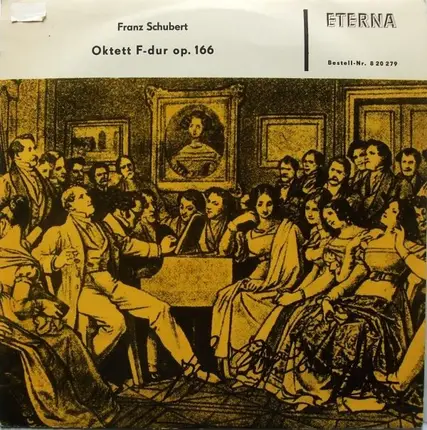 Franz Schubert
Oktett F-dur op. 166
ETERNA
Bestell-Nr. 8 20 279